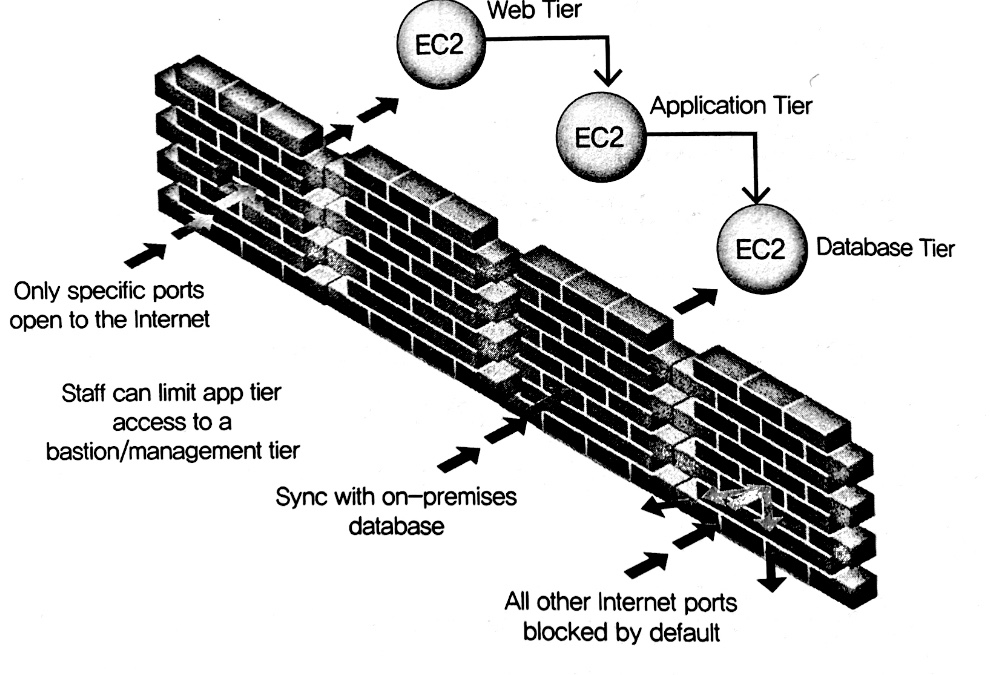 Web Tier
EC2
Application Tier
EC2
EC2
Database Tier
Only specific ports
open to the Internet
Staff can limit app tier
access to a
bastion/management tier
Sync with on-premises
database
All other Internet ports
blocked by default